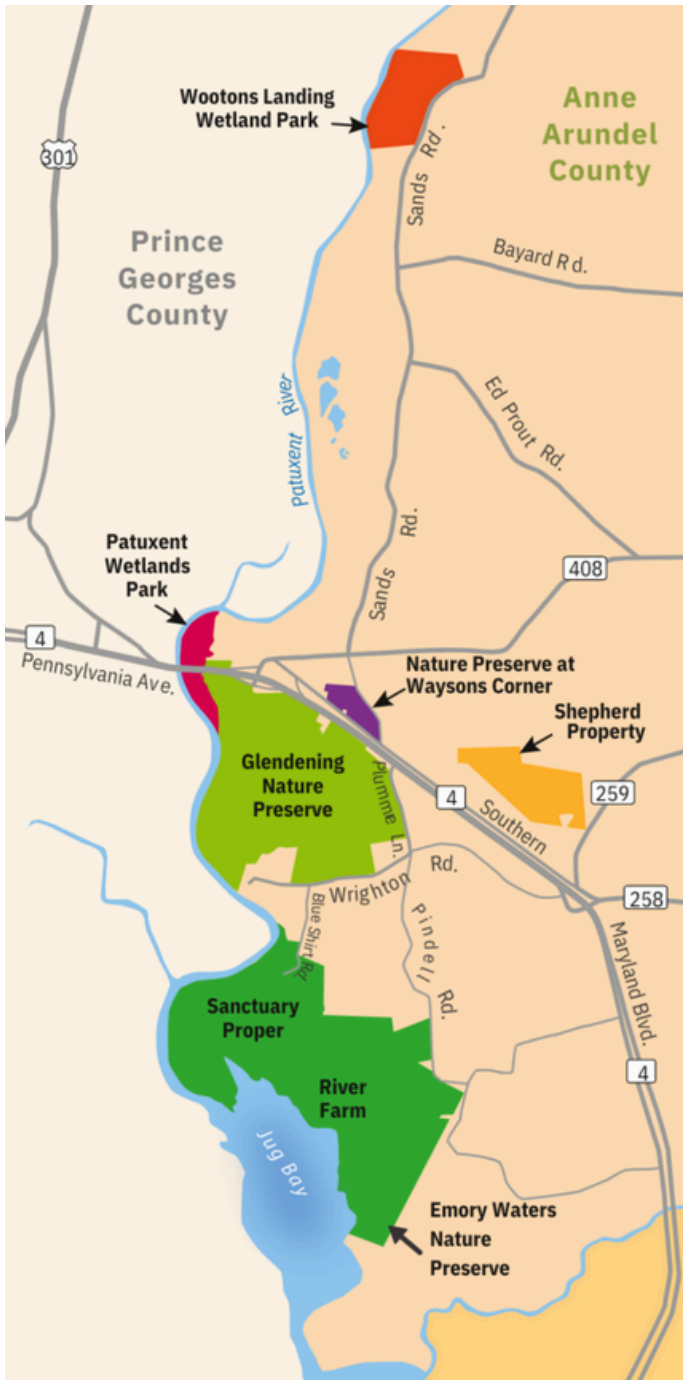 Wootons Landing
Wetland Park
Anne
Arundel
County
301
Sands Rd.
Prince
Georges
County
Bayard Rd.
Patuxent River
Ed Prout Rd.
Patuxent
Wetlands
Park
Sands Rd.
408
4
Pennsylvania Ave.
Nature Preserve at
Waysons Corner
Shepherd
Property
Glendening
Nature
Preserve
Plummæ Ln.
4
Southern
259
Wrighton Rd.
258
Blue Shirt Rd.
Pindell Rd.
Maryland Blvd.
Sanctuary
Proper
River
Farm
4
Jug Bay
Emory Waters
Nature
Preserve